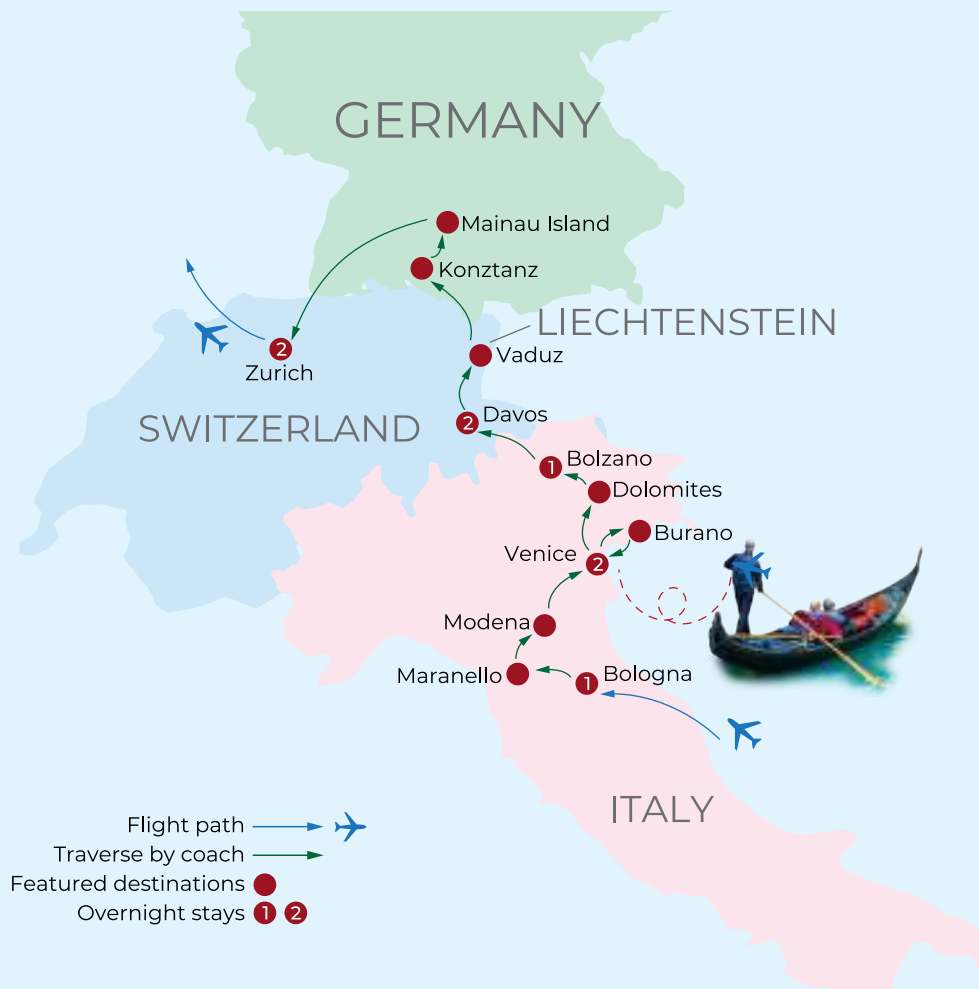 GERMANY
Mainau Island
Konztanz
LIECHTENSTEIN
Vaduz
2
Zurich
SWITZERLAND
Davos
2
Bolzano
1
Dolomites
Burano
Venice
2
Modena
Maranello
Bologna
1
ITALY
Flight path
Traverse by coach
Featured destinations
Overnight stays 1 2